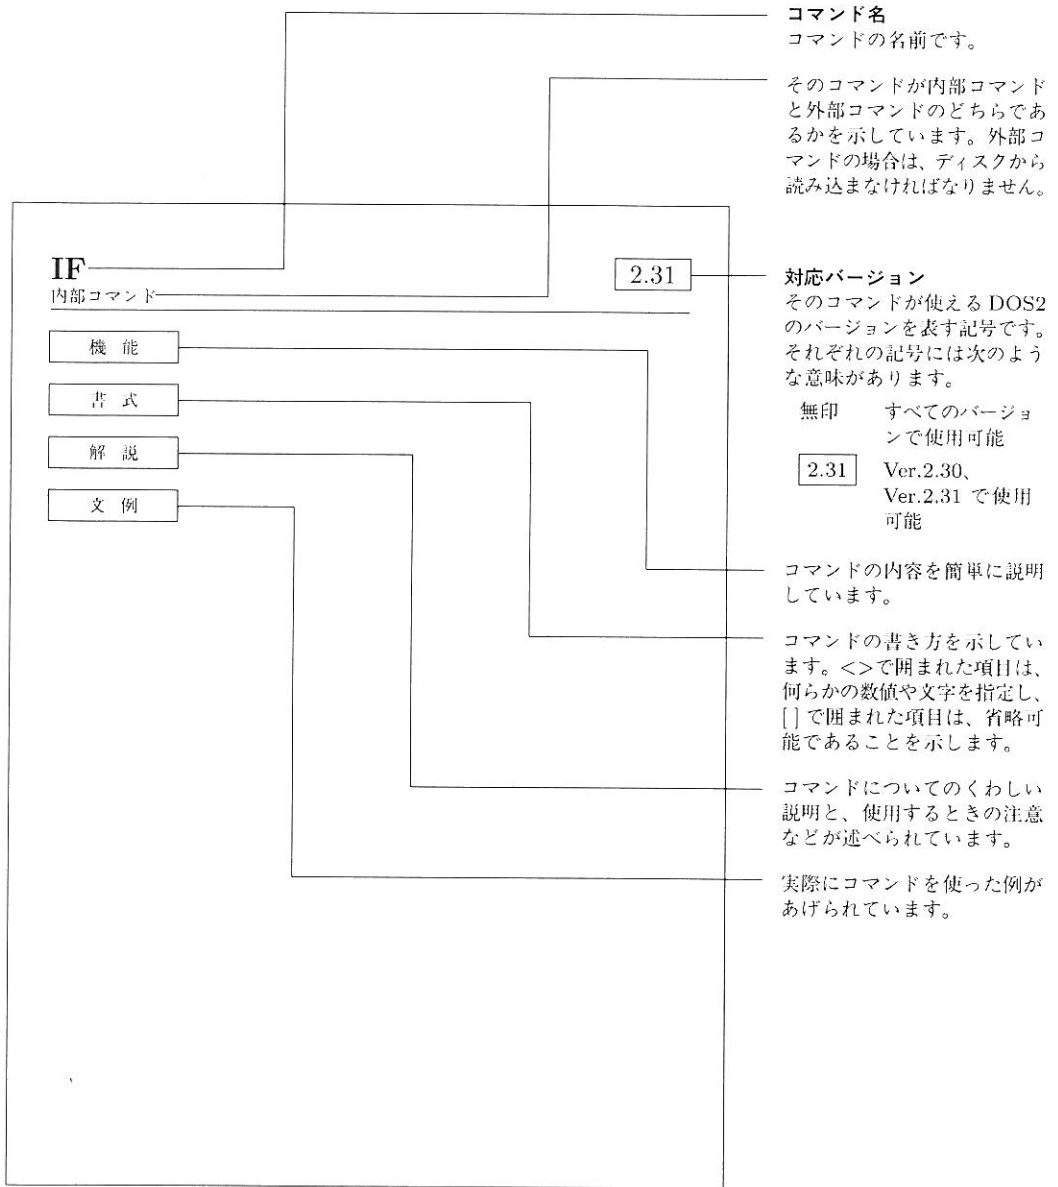 コマンド名
コマンドの名前です。
そのコマンドが内部コマンド
と外部コマンドのどちらであ
るかを示しています。外部コ
マンドの場合は、ディスクから
読み込まなければなりません。
IF
内部コマンド
2.31
機 能
書 式
解 説
文 例
対応バージョン
そのコマンドが使える DOS2
のバージョンを表す記号です。
それぞれの記号には次のよう
な意味があります。
無印 すべてのバージョ
ンで使用可能
2.31 Ver.2.30、
Ver.2.31 で使用
可能
コマンドの内容を簡単に説明
しています。
コマンドの書き方を示してい
ます。<>で囲まれた項目は、
何らかの数値や文字を指定し、
[ ] で囲まれた項目は、省略可
能であることを示します。
コマンドについてのくわしい
説明と、使用するときの注意
などが述べられています。
実際にコマンドを使った例が
あげられています。